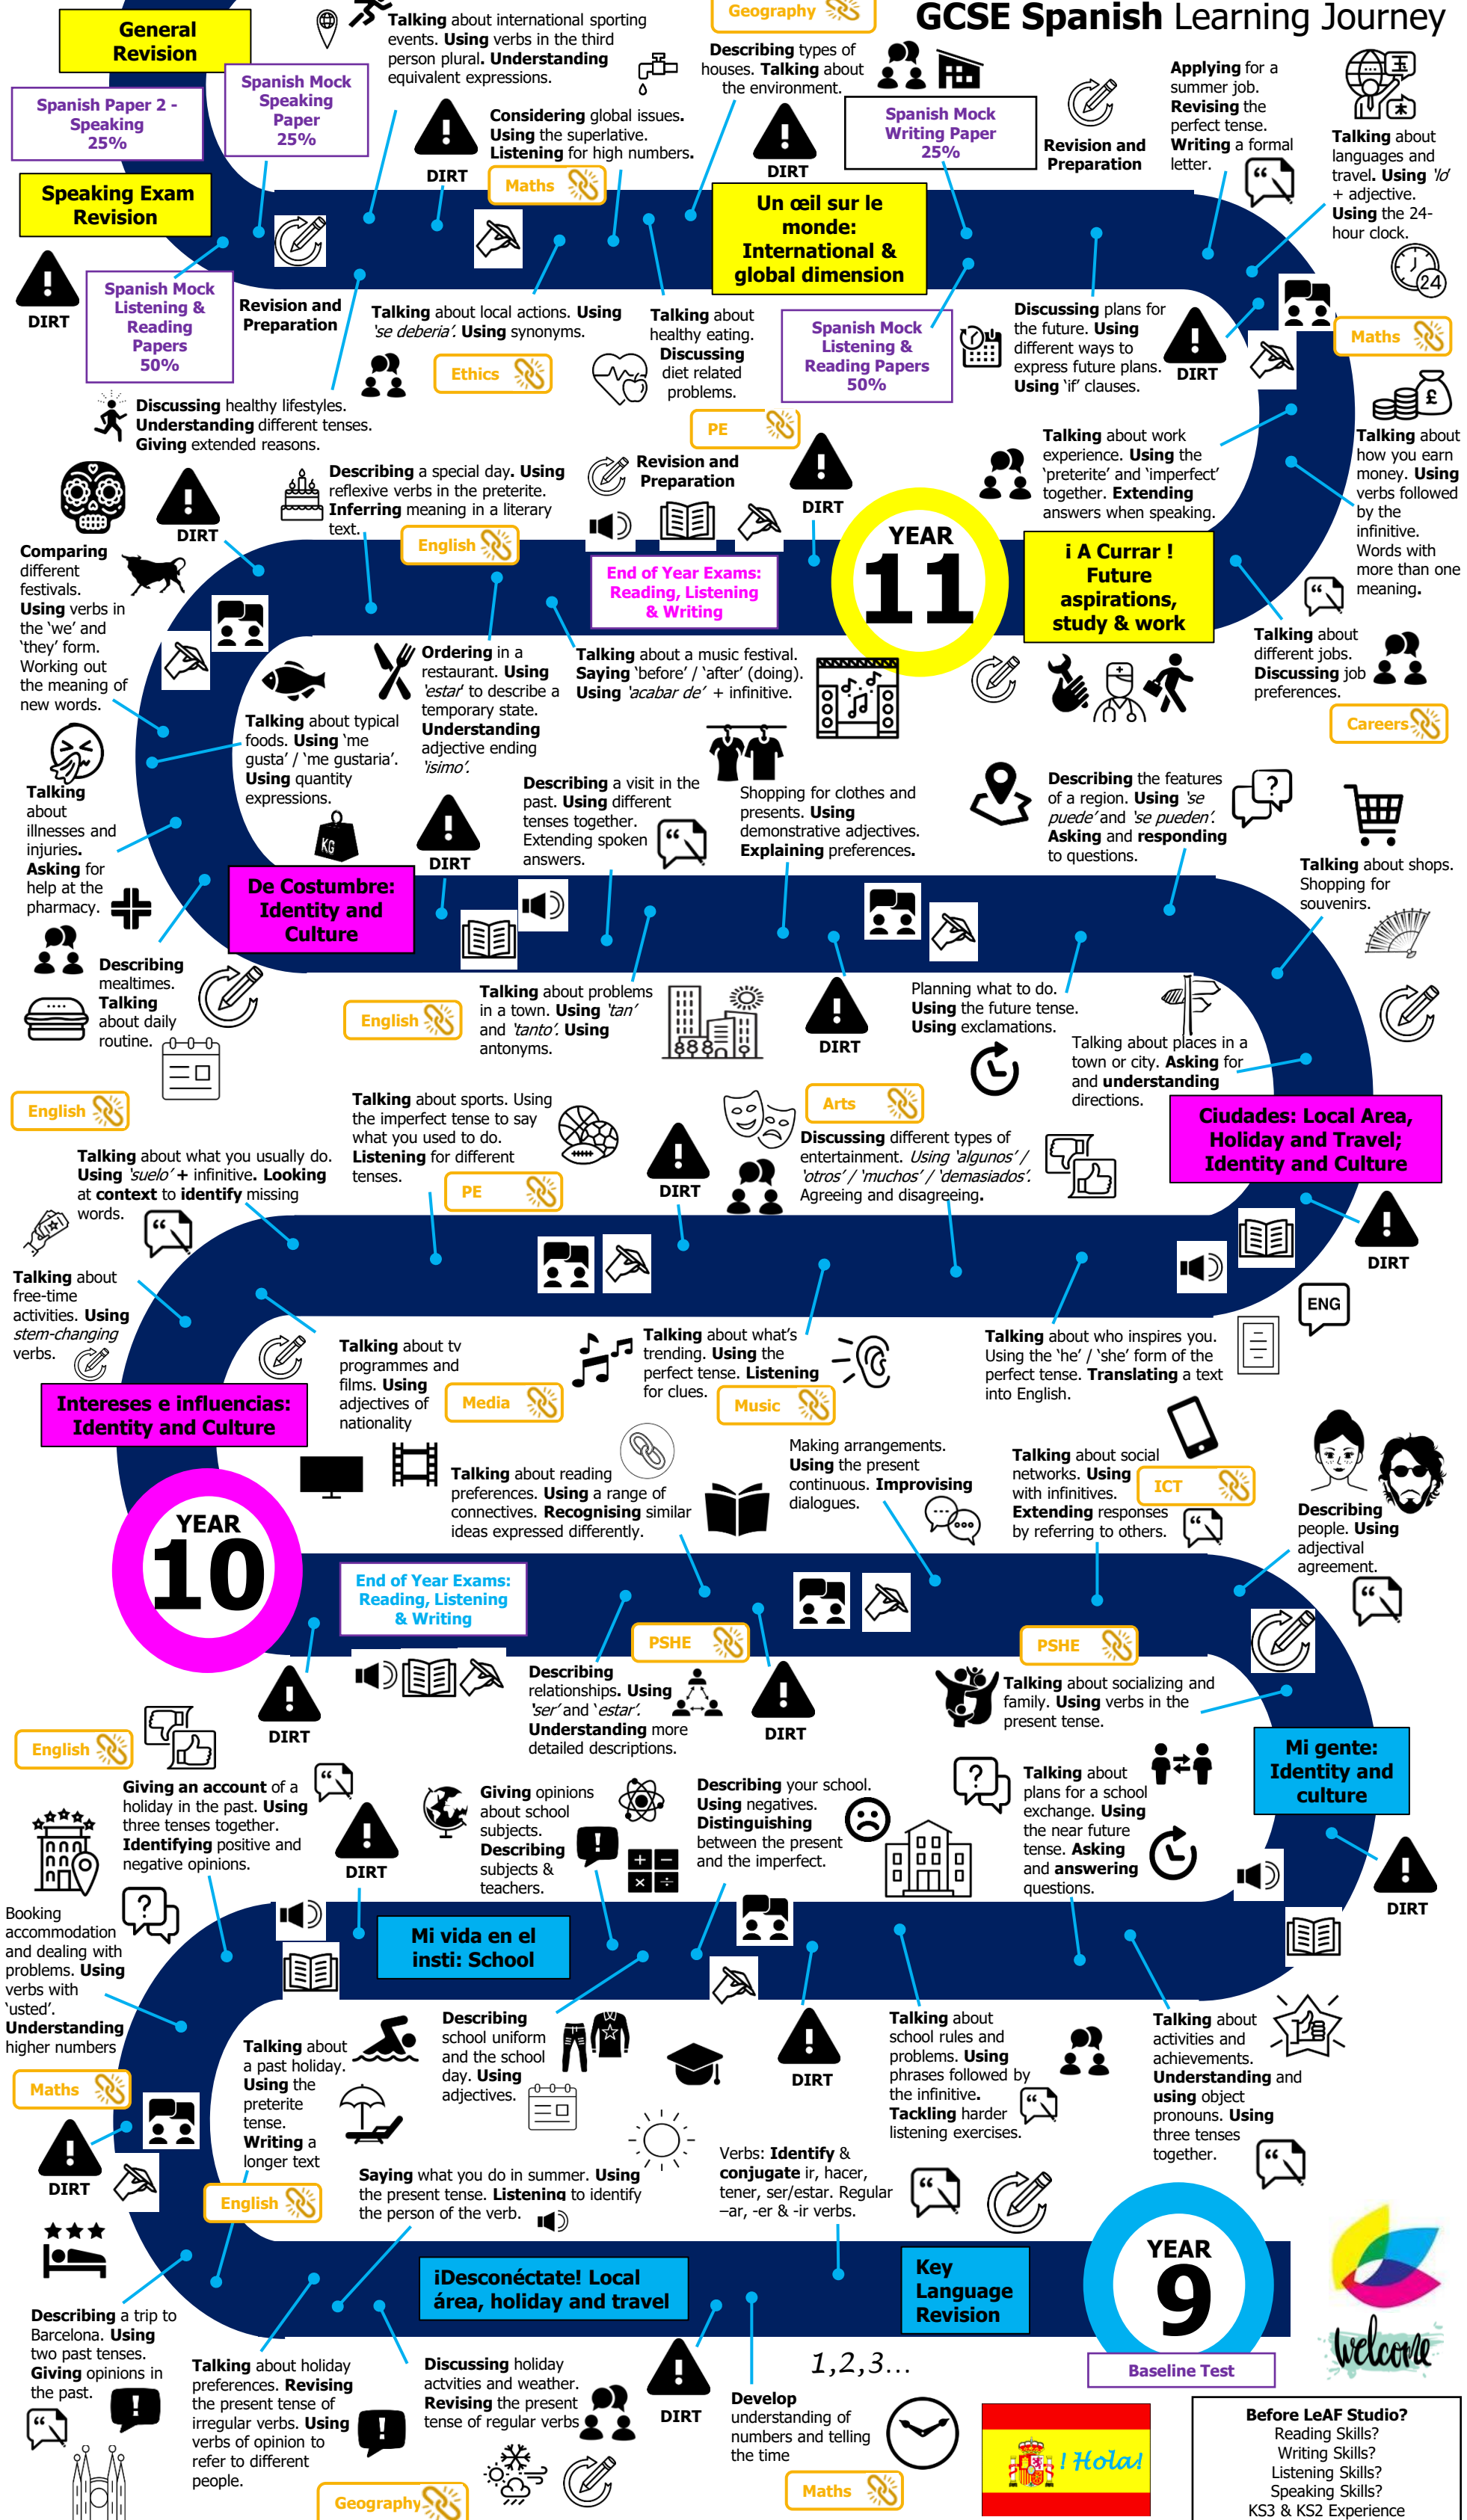 GCSE Spanish Learning Journey
General
Revision
Talking about international sporting
events. Using verbs in the third
person plural. Understanding
equivalent expressions.
Geography
Describing types of
houses. Talking about
the environment.
Spanish Mock
Speaking
Paper
25%
Spanish Paper 2 -
Speaking
25%
DIRT
Considering global issues.
Using the superlative.
Listening for high numbers.
Maths
DIRT
Spanish Mock
Writing Paper
25%
Revision and
Preparation
Applying for a
summer job.
Revising the
perfect tense.
Writing a formal
letter.
Talking about
languages and
travel. Using 'lo'
+ adjective.
Using the 24-
hour clock.
24
Speaking Exam
Revision
Un œil sur le
monde:
International &
global dimension
DIRT
Spanish Mock
Listening &
Reading
Papers
50%
Revision and
Preparation
Talking about local actions. Using
'se deberia'. Using synonyms.
Ethics
Talking about
healthy eating.
Discussing
diet related
problems.
PE
Spanish Mock
Listening &
Reading Papers
50%
Discussing plans for
the future. Using
different ways to
express future plans.
Using 'if' clauses.
DIRT
Maths
£
Discussing healthy lifestyles.
Understanding different tenses.
Giving extended reasons.
Talking about work
experience. Using the
'preterite' and 'imperfect'
together. Extending
answers when speaking.
Talking about
how you earn
money. Using
verbs followed
by the
infinitive.
Words with
more than one
meaning.
DIRT
Describing a special day. Using
reflexive verbs in the preterite.
Inferring meaning in a literary
text.
English
Revision and
Preparation
DIRT
End of Year Exams:
Reading, Listening
& Writing
YEAR
11
¡ A Currar !
Future
aspirations,
study & work
Comparing
different
festivals.
Using verbs in
the 'we' and
'they' form.
Working out
the meaning of
new words.
Talking about
different jobs.
Discussing job
preferences.
Careers
Ordering in a
restaurant. Using
'estar' to describe a
temporary state.
Understanding
adjective ending
'isimo'.
Talking about a music festival.
Saying 'before' / 'after' (doing).
Using 'acabar de' + infinitive.
Talking about typical
foods. Using 'me
gusta' / 'me gustaria'.
Using quantity
expressions.
KG
DIRT
Describing a visit in the
past. Using different
tenses together.
Extending spoken
answers.
Shopping for clothes and
presents. Using
demonstrative adjectives.
Explaining preferences.
Describing the features
of a region. Using 'se
puede' and 'se pueden'.
Asking and responding
to questions.
Talking about shops.
Shopping for
souvenirs.
Talking
about
illnesses and
injuries.
Asking for
help at the
pharmacy.
De Costumbre:
Identity and
Culture
Describing
mealtimes.
Talking
about daily
routine.
English
Talking about problems
in a town. Using 'tan'
and 'tanto'. Using
antonyms.
DIRT
Planning what to do.
Using the future tense.
Using exclamations.
Talking about places in a
town or city. Asking for
and understanding
directions.
English
Talking about sports. Using
the imperfect tense to say
what you used to do.
Listening for different
tenses.
PE
DIRT
Arts
Discussing different types of
entertainment. Using 'algunos' /
'otros' / 'muchos' / 'demasiados'.
Agreeing and disagreeing.
Ciudades: Local Area,
Holiday and Travel;
Identity and Culture
DIRT
Talking about what you usually do.
Using 'suelo' + infinitive. Looking
at context to identify missing
words.
Talking about
free-time
activities. Using
stem-changing
verbs.
ENG
Talking about tv
programmes and
films. Using
adjectives of
nationality
Media
Talking about what's
trending. Using the
perfect tense. Listening
for clues.
Music
Talking about who inspires you.
Using the 'he' / 'she' form of the
perfect tense. Translating a text
into English.
Intereses e influencias:
Identity and Culture
Talking about reading
preferences. Using a range of
connectives. Recognising similar
ideas expressed differently.
Making arrangements.
Using the present
continuous. Improvising
dialogues.
Talking about social
networks. Using
with infinitives.
Extending responses
by referring to others.
ICT
Describing
people. Using
adjectival
agreement.
YEAR
10
End of Year Exams:
Reading, Listening
& Writing
PSHE
PSHE
DIRT
Describing
relationships. Using
'ser' and 'estar'.
Understanding more
detailed descriptions.
DIRT
Talking about socializing and
family. Using verbs in the
present tense.
Mi gente:
Identity and
culture
English
Giving an account of a
holiday in the past. Using
three tenses together.
Identifying positive and
negative opinions.
DIRT
Giving opinions
about school
subjects.
Describing
subjects &
teachers.
Describing your school.
Using negatives.
Distinguishing
between the present
and the imperfect.
Talking about
plans for a school
exchange. Using
the near future
tense. Asking
and answering
questions.
DIRT
Booking
accommodation
and dealing with
problems. Using
verbs with
'usted'.
Understanding
higher numbers
Maths
Mi vida en el
insti: School
DIRT
Talking about
a past holiday.
Using the
preterite
tense.
Writing a
longer text
English
Describing
school uniform
and the school
day. Using
adjectives.
DIRT
Talking about
school rules and
problems. Using
phrases followed by
the infinitive.
Tackling harder
listening exercises.
Talking about
activities and
achievements.
Understanding and
using object
pronouns. Using
three tenses
together.
Saying what you do in summer. Using
the present tense. Listening to identify
the person of the verb.
Verbs: Identify &
conjugate ir, hacer,
tener, ser/estar. Regular
–ar, -er & -ir verbs.
¡Desconéctate! Local
área, holiday and travel
Key
Language
Revision
YEAR
9
Baseline Test
welcome
Describing a trip to
Barcelona. Using
two past tenses.
Giving opinions in
the past.
Talking about holiday
preferences. Revising
the present tense of
irregular verbs. Using
verbs of opinion to
refer to different
people.
Geography
Discussing holiday
actvities and weather.
Revising the present
tense of regular verbs
DIRT
1,2,3...
Develop
understanding of
numbers and telling
the time
Maths
! Hola!
Before LeAF Studio?
Reading Skills?
Writing Skills?
Listening Skills?
Speaking Skills?
KS3 & KS2 Experience